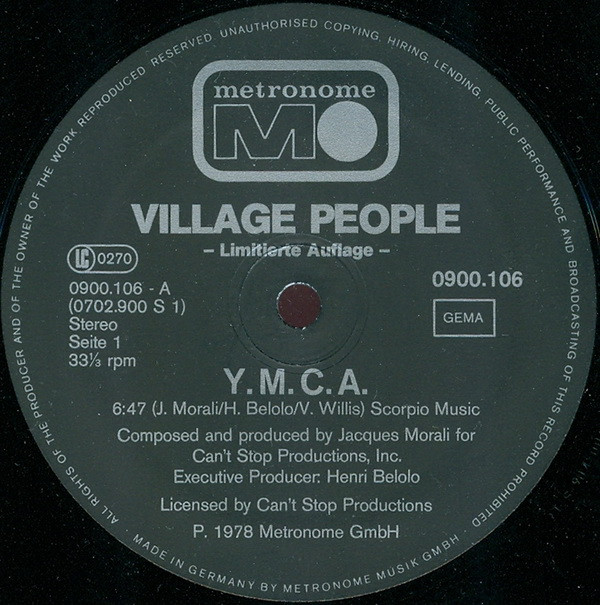 ALL RIGHTS OF THE PRODUCER AND OF THE OWNER OF THE WORK REPRODUCED RESERVED. UNAUTHORISED COPYING, HIRING, LENDING, PUBLIC PERFORMANCE AND BROADCASTING OF THIS RECORD PROHIBITED
metronome
MO
VILLAGE PEOPLE
– Limitierte Auflage –
LC 0270
0900.106 - A
(0702.900 S 1)
Stereo
Seite 1
33⅓ rpm
0900.106
GEMA
Y.M.C.A.
6:47 (J. Morali/H. Belolo/V. Willis) Scorpio Music
Composed and produced by Jacques Morali for
Can't Stop Productions, Inc.
Executive Producer: Henri Belolo
Licensed by Can't Stop Productions
P. 1978 Metronome GmbH
· MADE IN GERMANY BY METRONOME MUSIK GMBH ·